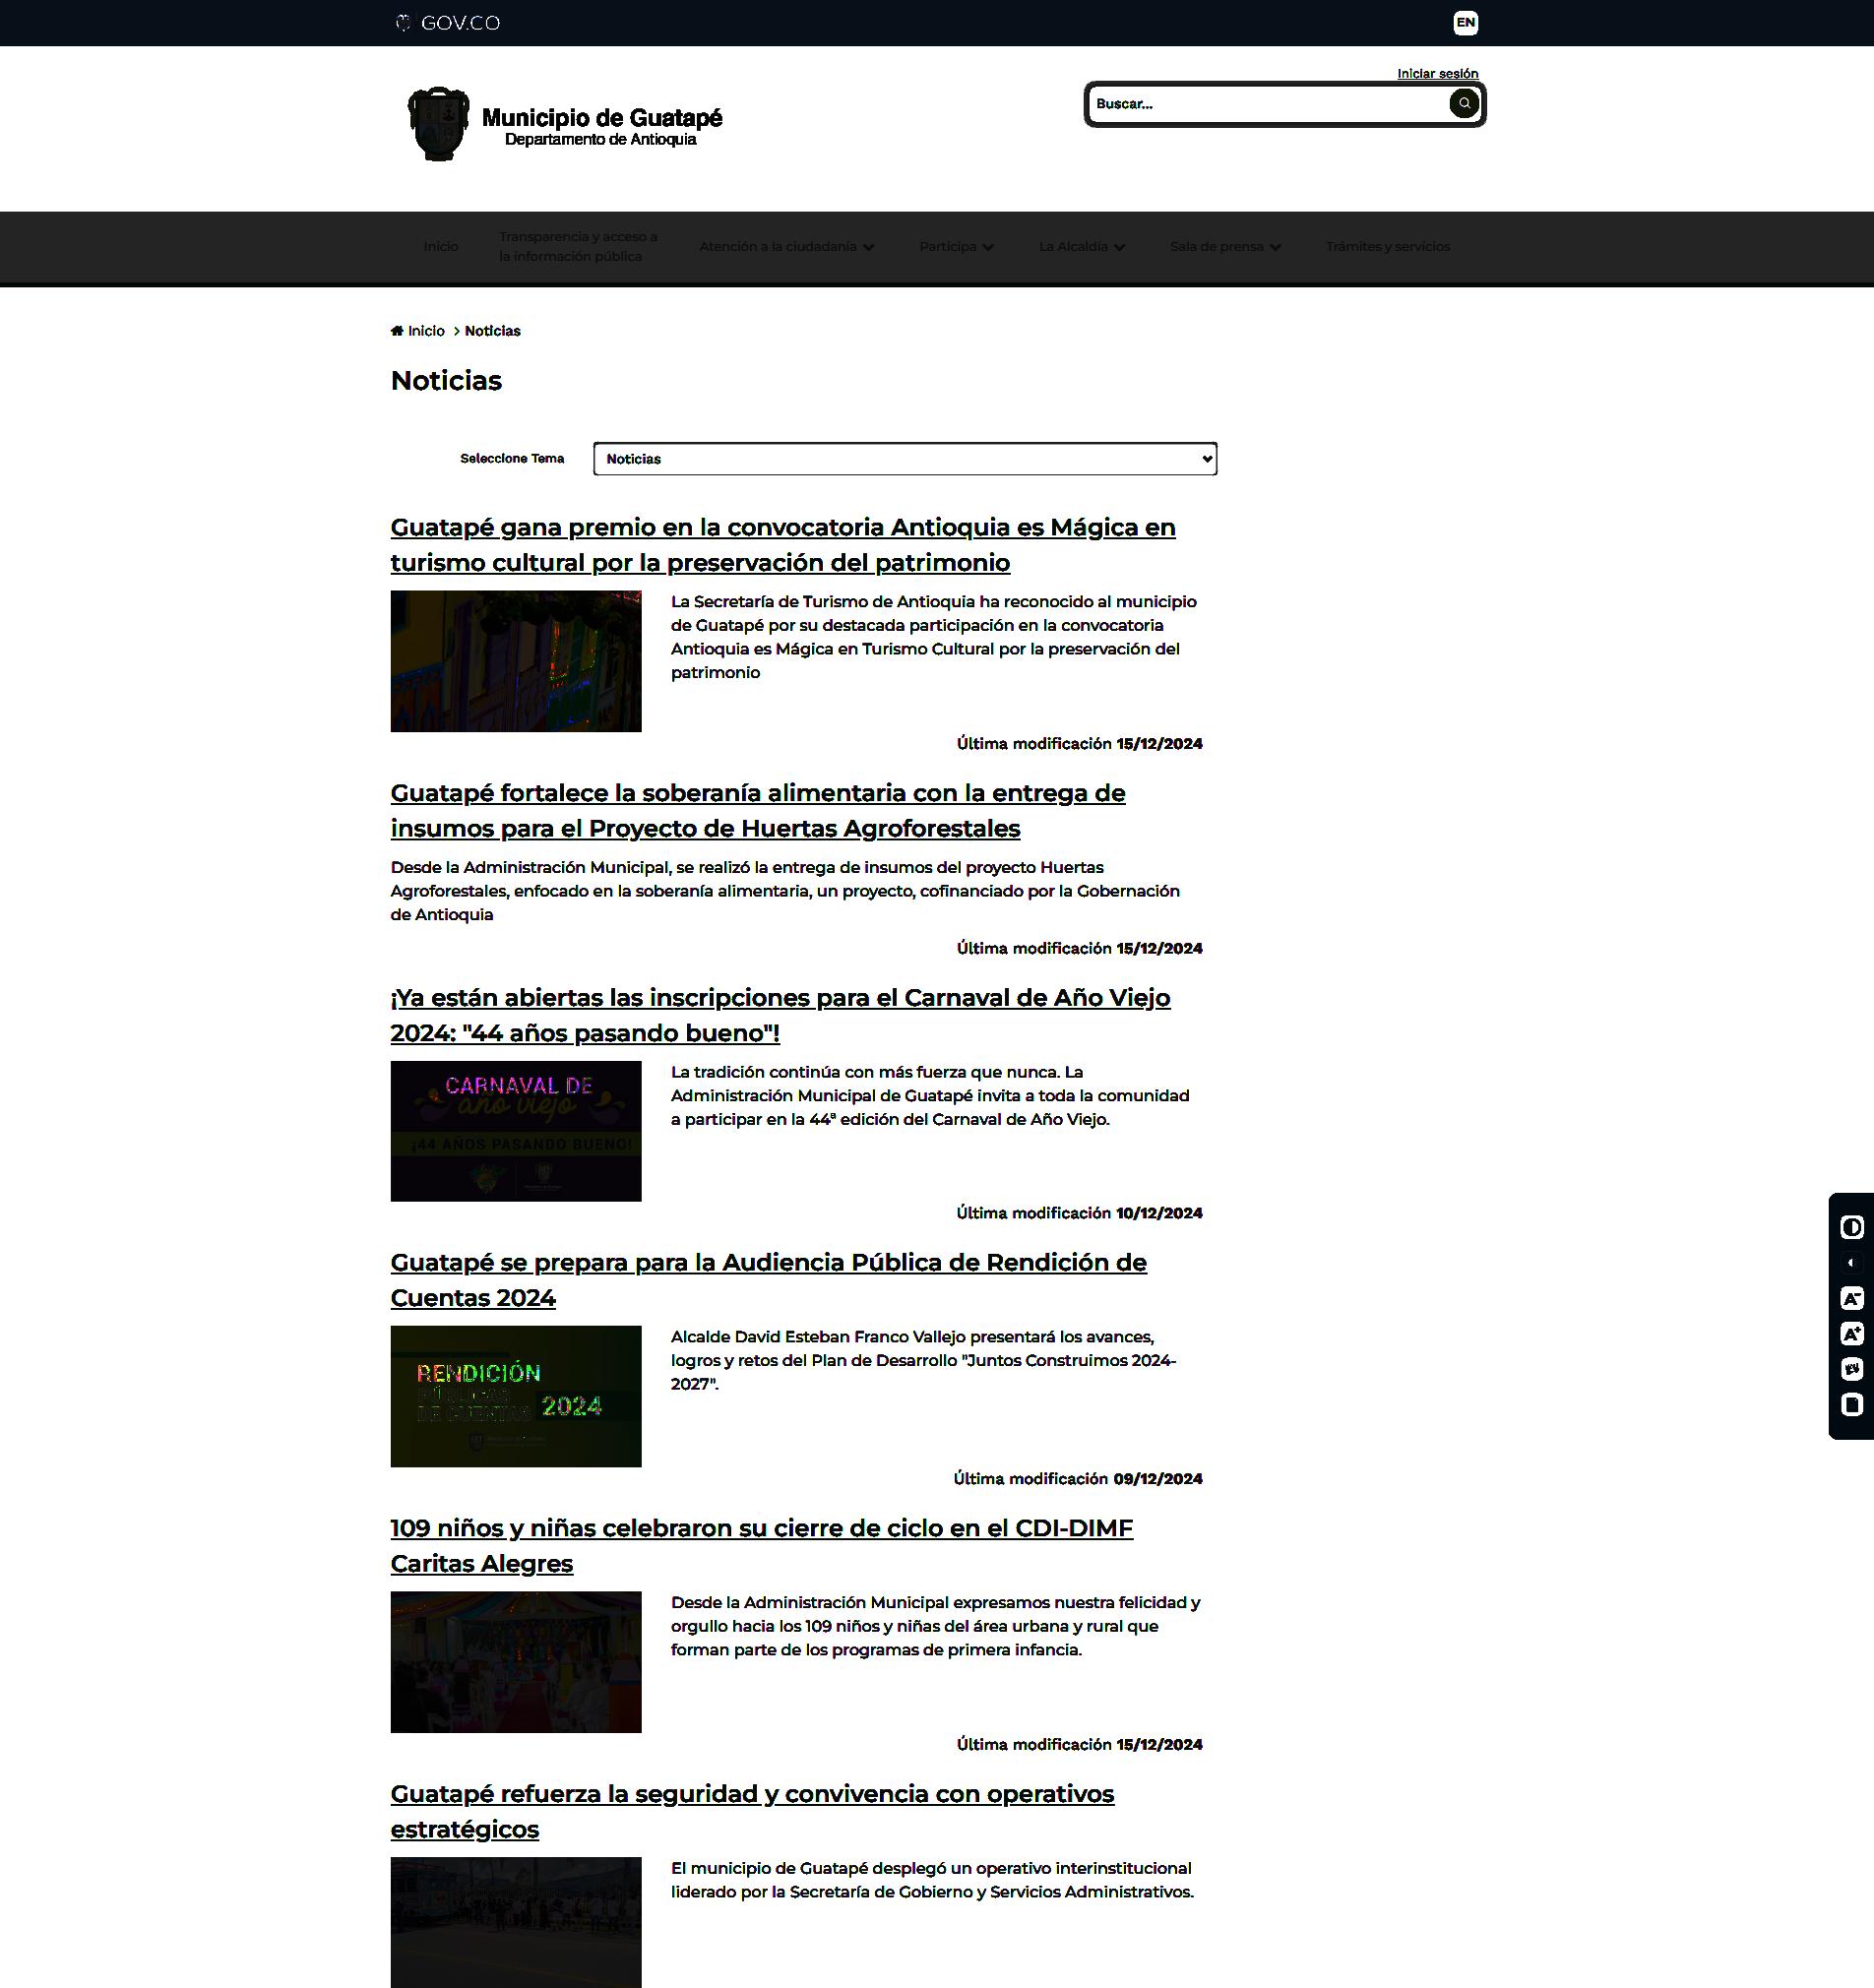 GOV.CO
EN
Iniciar sesión
Buscar...
Municipio de Guatapé
Departamento de Antioquia
Inicio
Transparencia y acceso a
la información pública
Atención a la ciudadanía
Participa
La Alcaldía
Sala de prensa
Trámites y servicios
Inicio > Noticias
Noticias
Seleccione Tema
Noticias
Guatapé gana premio en la convocatoria Antioquia es Mágica en
turismo cultural por la preservación del patrimonio
La Secretaría de Turismo de Antioquia ha reconocido al municipio
de Guatapé por su destacada participación en la convocatoria
Antioquia es Mágica en Turismo Cultural por la preservación del
patrimonio
Última modificación 15/12/2024
Guatapé fortalece la soberanía alimentaria con la entrega de
insumos para el Proyecto de Huertas Agroforestales
Desde la Administración Municipal, se realizó la entrega de insumos del proyecto Huertas
Agroforestales, enfocado en la soberanía alimentaria, un proyecto, cofinanciado por la Gobernación
de Antioquia
Última modificación 15/12/2024
¡Ya están abiertas las inscripciones para el Carnaval de Año Viejo
2024: "44 años pasando bueno"!
CARNAVAL DE
año viejo
¡44 AÑOS PASANDO BUENO!
La tradición continúa con más fuerza que nunca. La
Administración Municipal de Guatapé invita a toda la comunidad
a participar en la 44ª edición del Carnaval de Año Viejo.
Última modificación 10/12/2024
Guatapé se prepara para la Audiencia Pública de Rendición de
Cuentas 2024
RENDICIÓN
PÚBLICAS
DE CUENTAS 2024
Alcalde David Esteban Franco Vallejo presentará los avances,
logros y retos del Plan de Desarrollo "Juntos Construimos 2024-
2027".
Última modificación 09/12/2024
109 niños y niñas celebraron su cierre de ciclo en el CDI-DIMF
Caritas Alegres
Desde la Administración Municipal expresamos nuestra felicidad y
orgullo hacia los 109 niños y niñas del área urbana y rural que
forman parte de los programas de primera infancia.
Última modificación 15/12/2024
Guatapé refuerza la seguridad y convivencia con operativos
estratégicos
El municipio de Guatapé desplegó un operativo interinstitucional
liderado por la Secretaría de Gobierno y Servicios Administrativos.
A-
A+